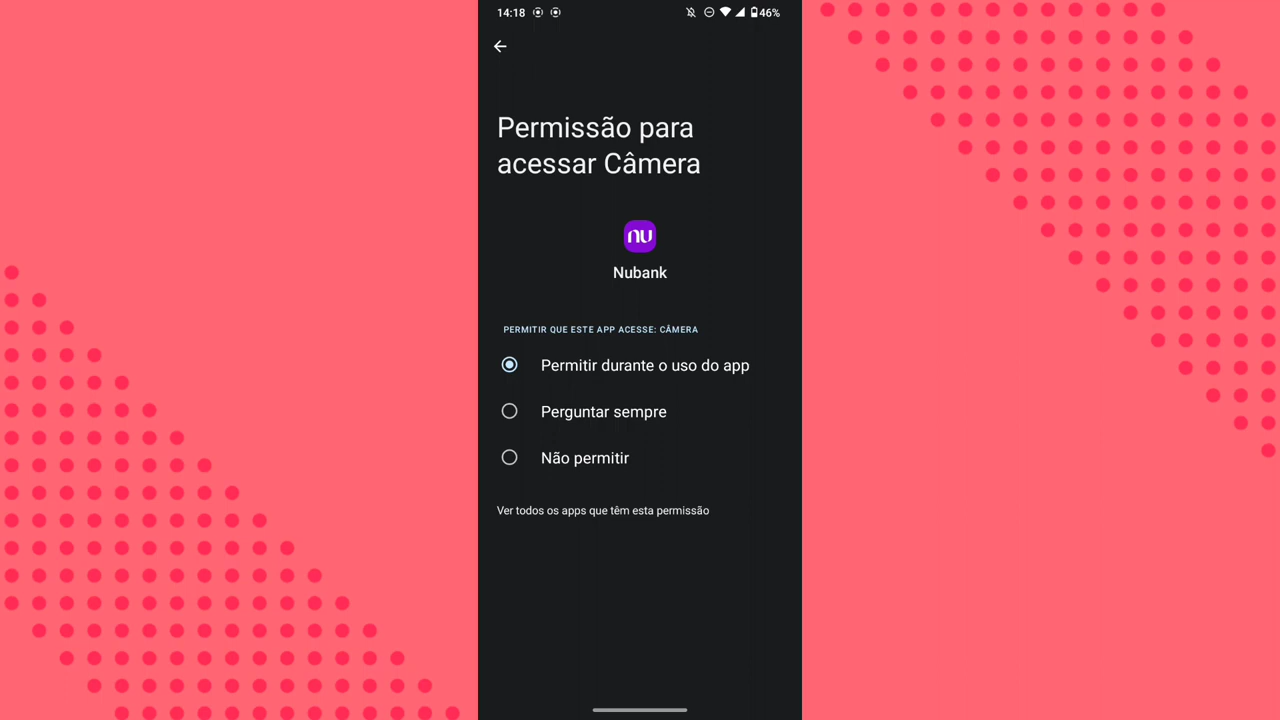 14:18 46%
Permissão para
acessar Câmera
nu
Nubank
PERMITIR QUE ESTE APP ACESSE: CÂMERA
Permitir durante o uso do app
Perguntar sempre
Não permitir
Ver todos os apps que têm esta permissão